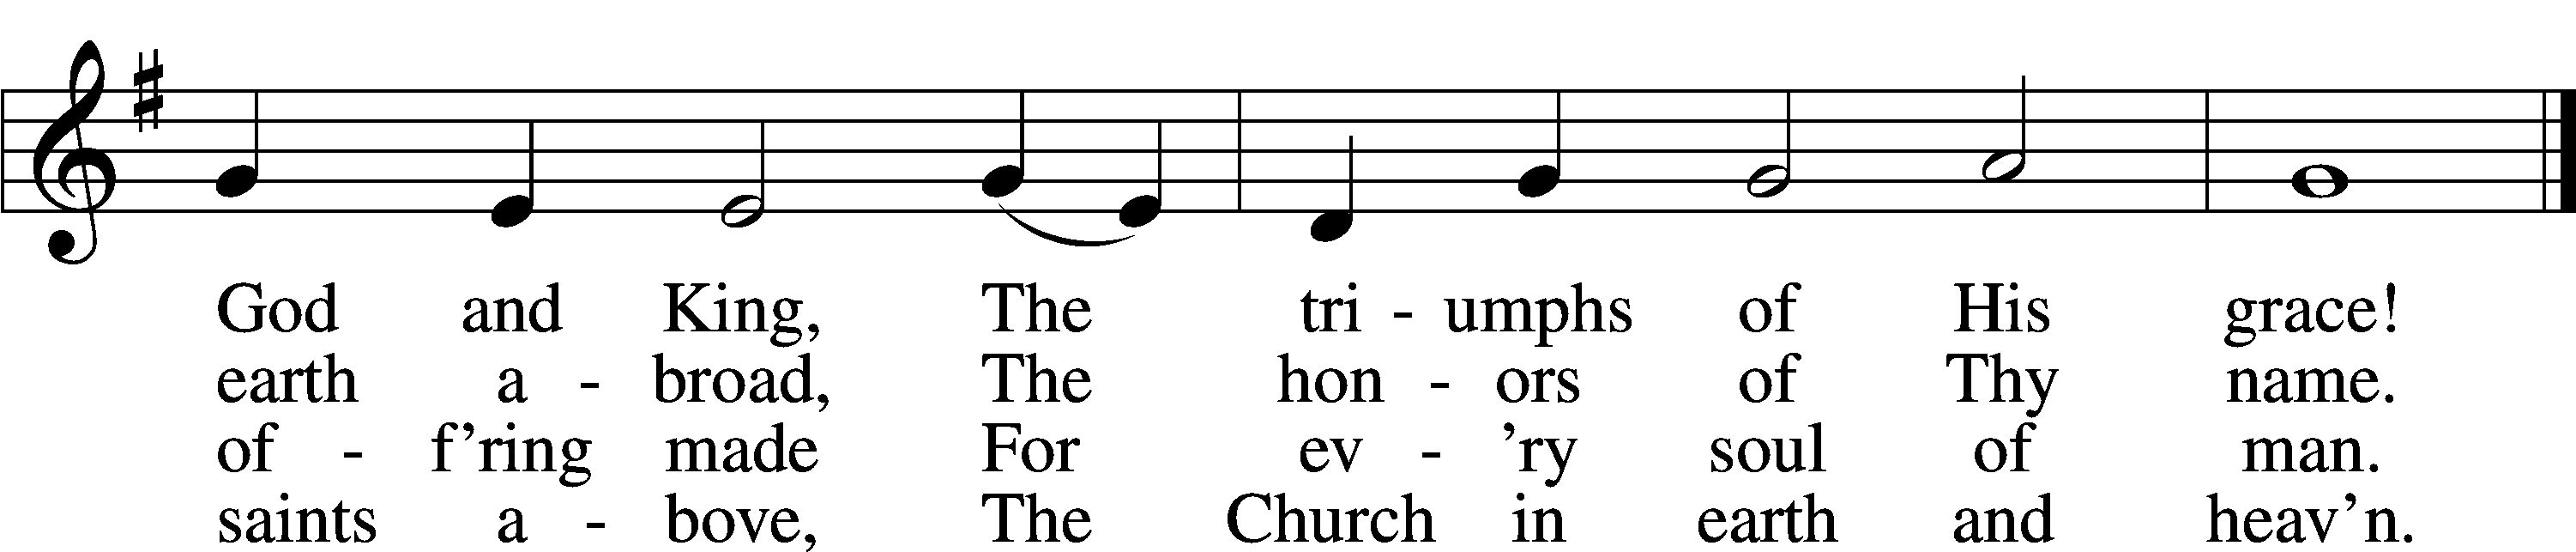 God and King, The tri - umphs of His grace!
earth a - broad, The hon - ors of Thy name.
of - f’ring made For ev - ’ry soul of man.
saints a - bove, The Church in earth and heav’n.